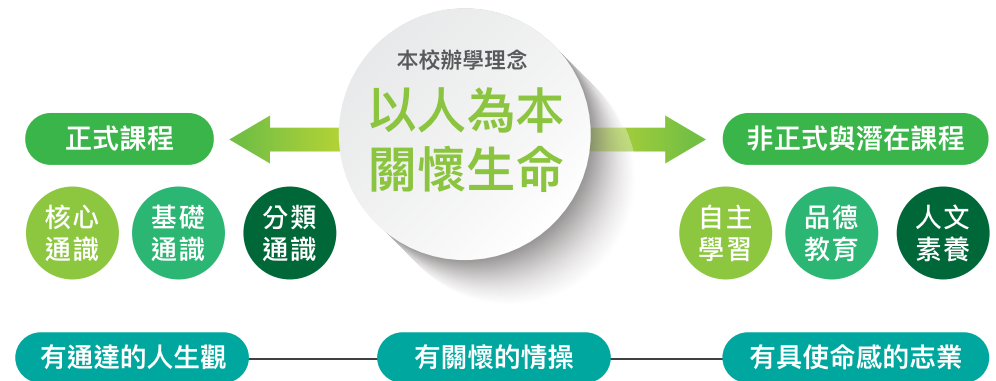 本校辦學理念
以人為本
關懷生命
正式課程
非正式與潛在課程
核心
通識
基礎
通識
分類
通識
自主
學習
品德
教育
人文
素養
有通達的人生觀
有關懷的情操
有具使命感的志業